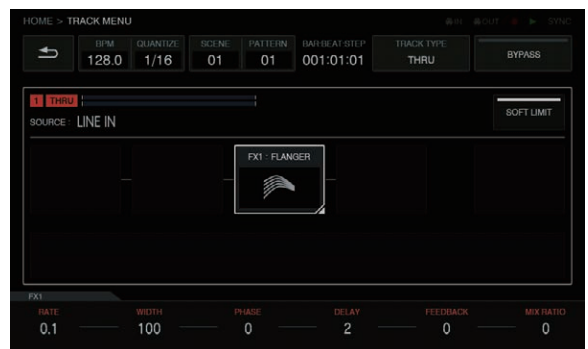 HOME > TRACK MENU
IN OUT SYNC
BPM QUANTIZE SCENE PATTERN BAR:BEAT:STEP TRACK TYPE
128.0 1/16 01 01 001:01:01 THRU BYPASS
1 THRU
SOURCE : LINE IN SOFT LIMIT
FX1 : FLANGER
FX1
RATE WIDTH PHASE DELAY FEEDBACK MIX RATIO
0.1 100 0 2 0 0